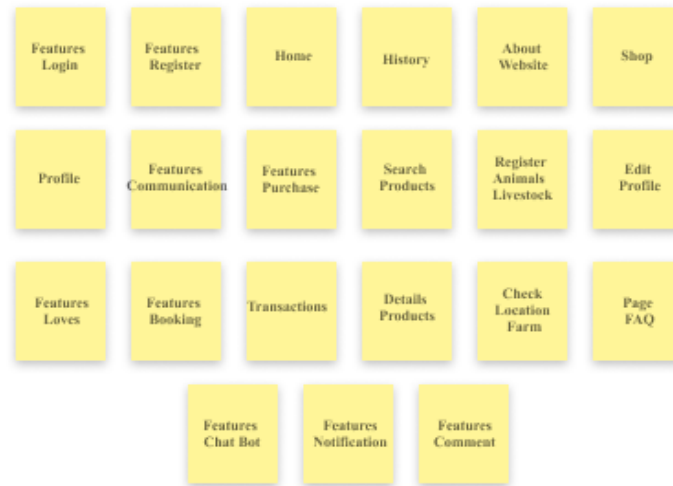 Features
Login
Features
Register
Home
History
About
Website
Shop
Profile
Features
Communication
Features
Purchase
Search
Products
Register
Animals
Livestock
Edit
Profile
Features
Loves
Features
Booking
Transactions
Details
Products
Check
Location
Farm
Page
FAQ
Features
Chat Bot
Features
Notification
Features
Comment